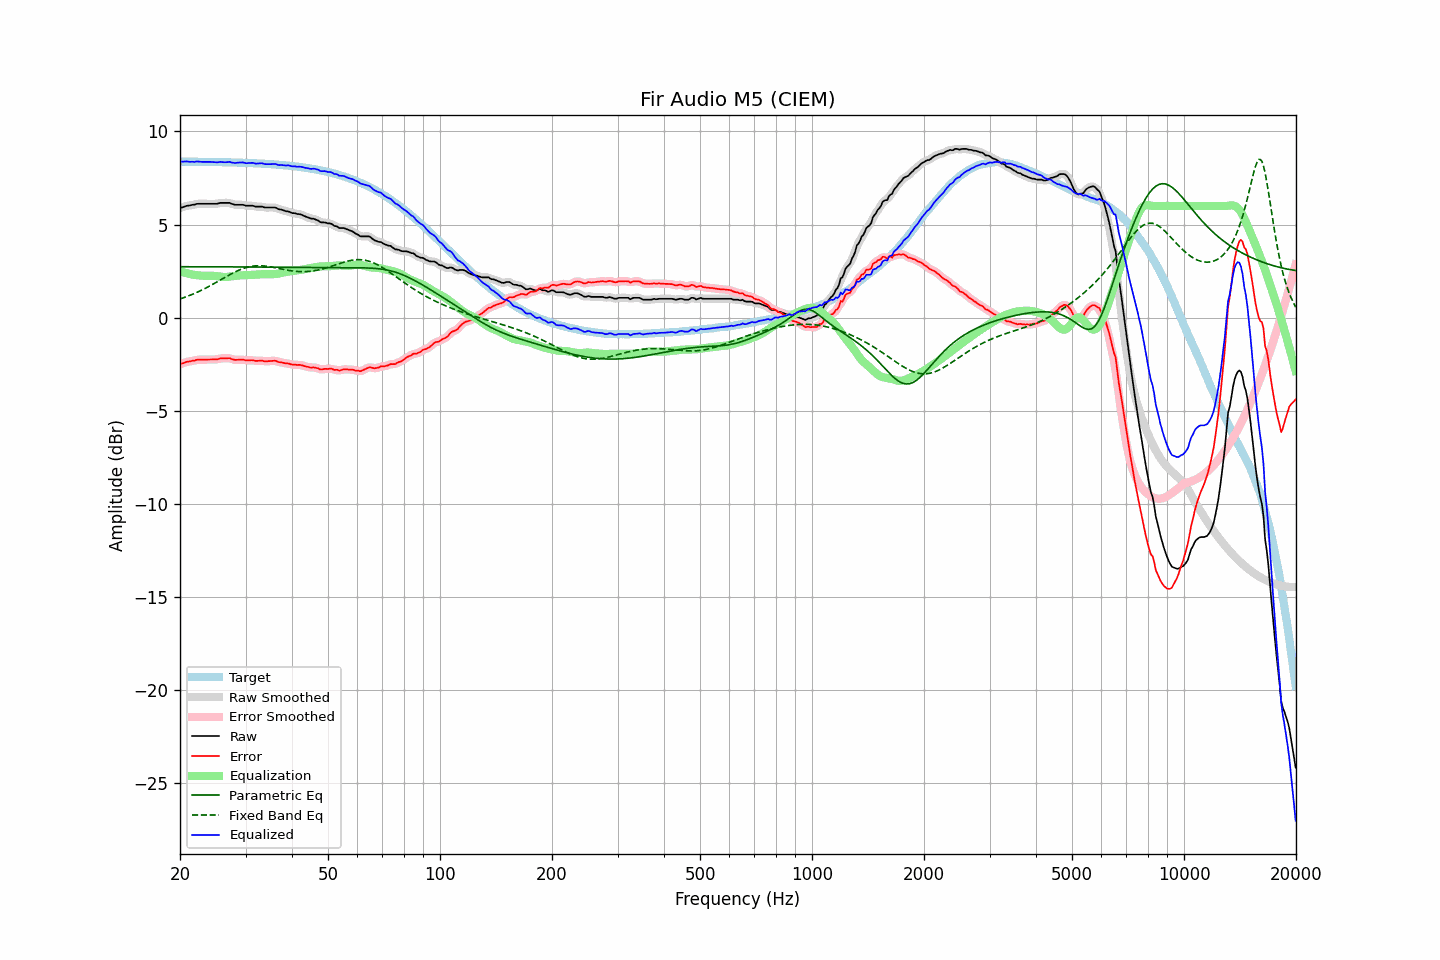 Fir Audio M5 (CIEM)
10
5
0
−5
−10
−15
−20
−25
Amplitude (dBr)
Target
Raw Smoothed
Error Smoothed
Raw
Error
Equalization
Parametric Eq
Fixed Band Eq
Equalized
20 50 100 200 500 1000 2000 5000 10000 20000
Frequency (Hz)